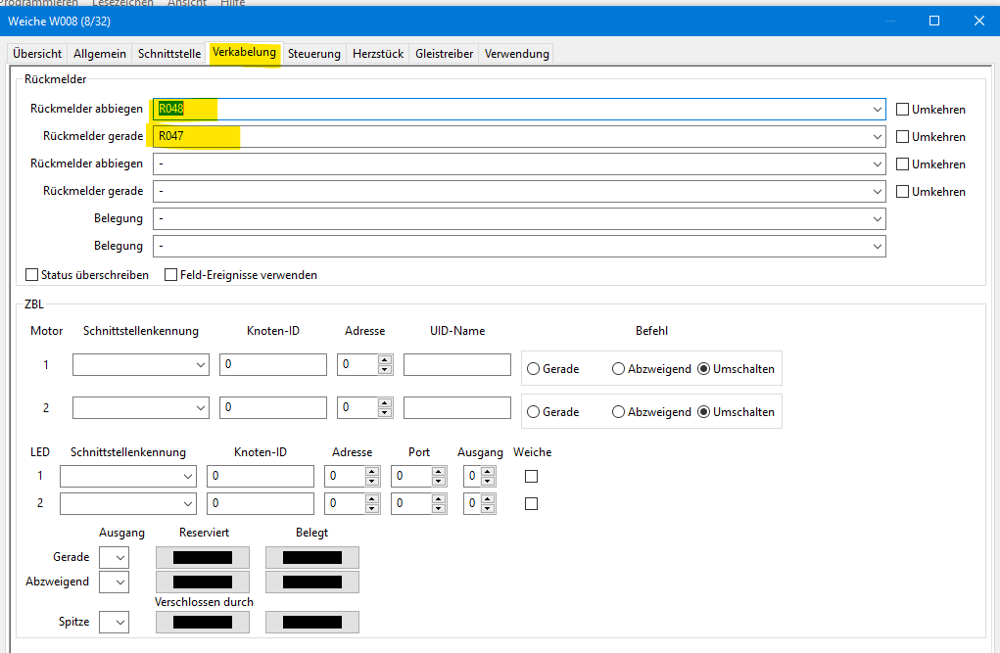 Programmieren Lesezeichen Ansicht Hilfe
Weiche W008 (8/32)
Übersicht Allgemein Schnittstelle Verkabelung Steuerung Herzstück Gleistreiber Verwendung
Rückmelder
Rückmelder abbiegen R048 Umkehren
Rückmelder gerade R047 Umkehren
Rückmelder abbiegen - Umkehren
Rückmelder gerade - Umkehren
Belegung -
Belegung -
Status überschreiben Feld-Ereignisse verwenden
ZBL
Motor Schnittstellenkennung Knoten-ID Adresse UID-Name Befehl
1 0 0 Gerade Abzweigend Umschalten
2 0 0 Gerade Abzweigend Umschalten
LED Schnittstellenkennung Knoten-ID Adresse Port Ausgang Weiche
1 0 0 0 0
2 0 0 0 0
Ausgang Reserviert Belegt
Gerade
Abzweigend
Verschlossen durch
Spitze